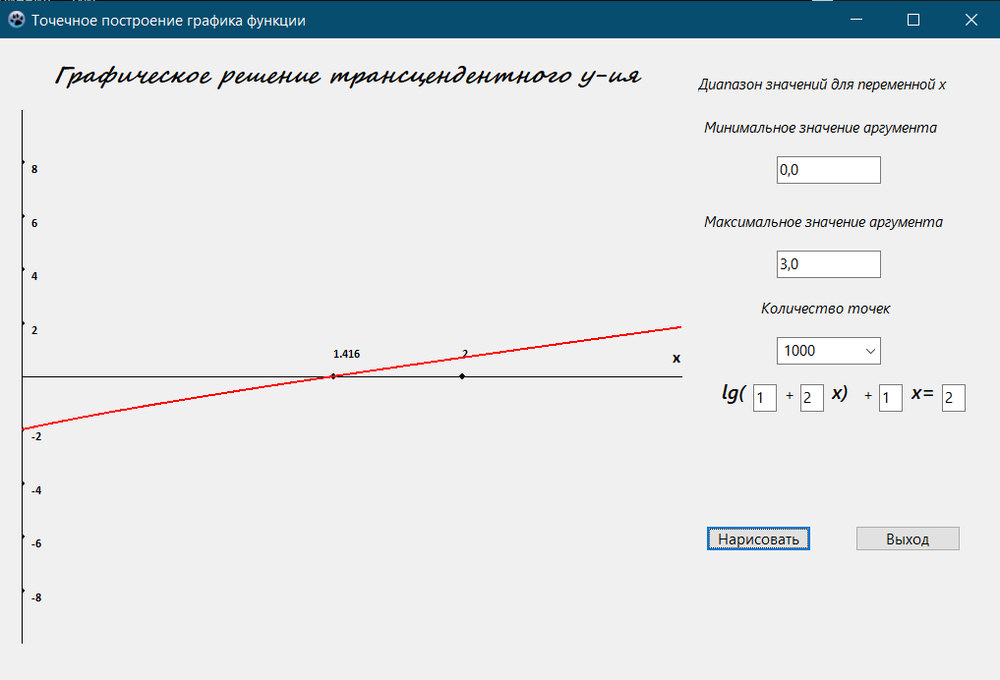 Точечное построение графика функции
Графическое решение трансцендентного у-ия
Диапазон значений для переменной x
Минимальное значение аргумента
0,0
Максимальное значение аргумента
3,0
Количество точек
1000
lg( 1 + 2 x) + 1 x= 2
Нарисовать
Выход
8
6
4
2
1.416
2
x
-2
-4
-6
-8